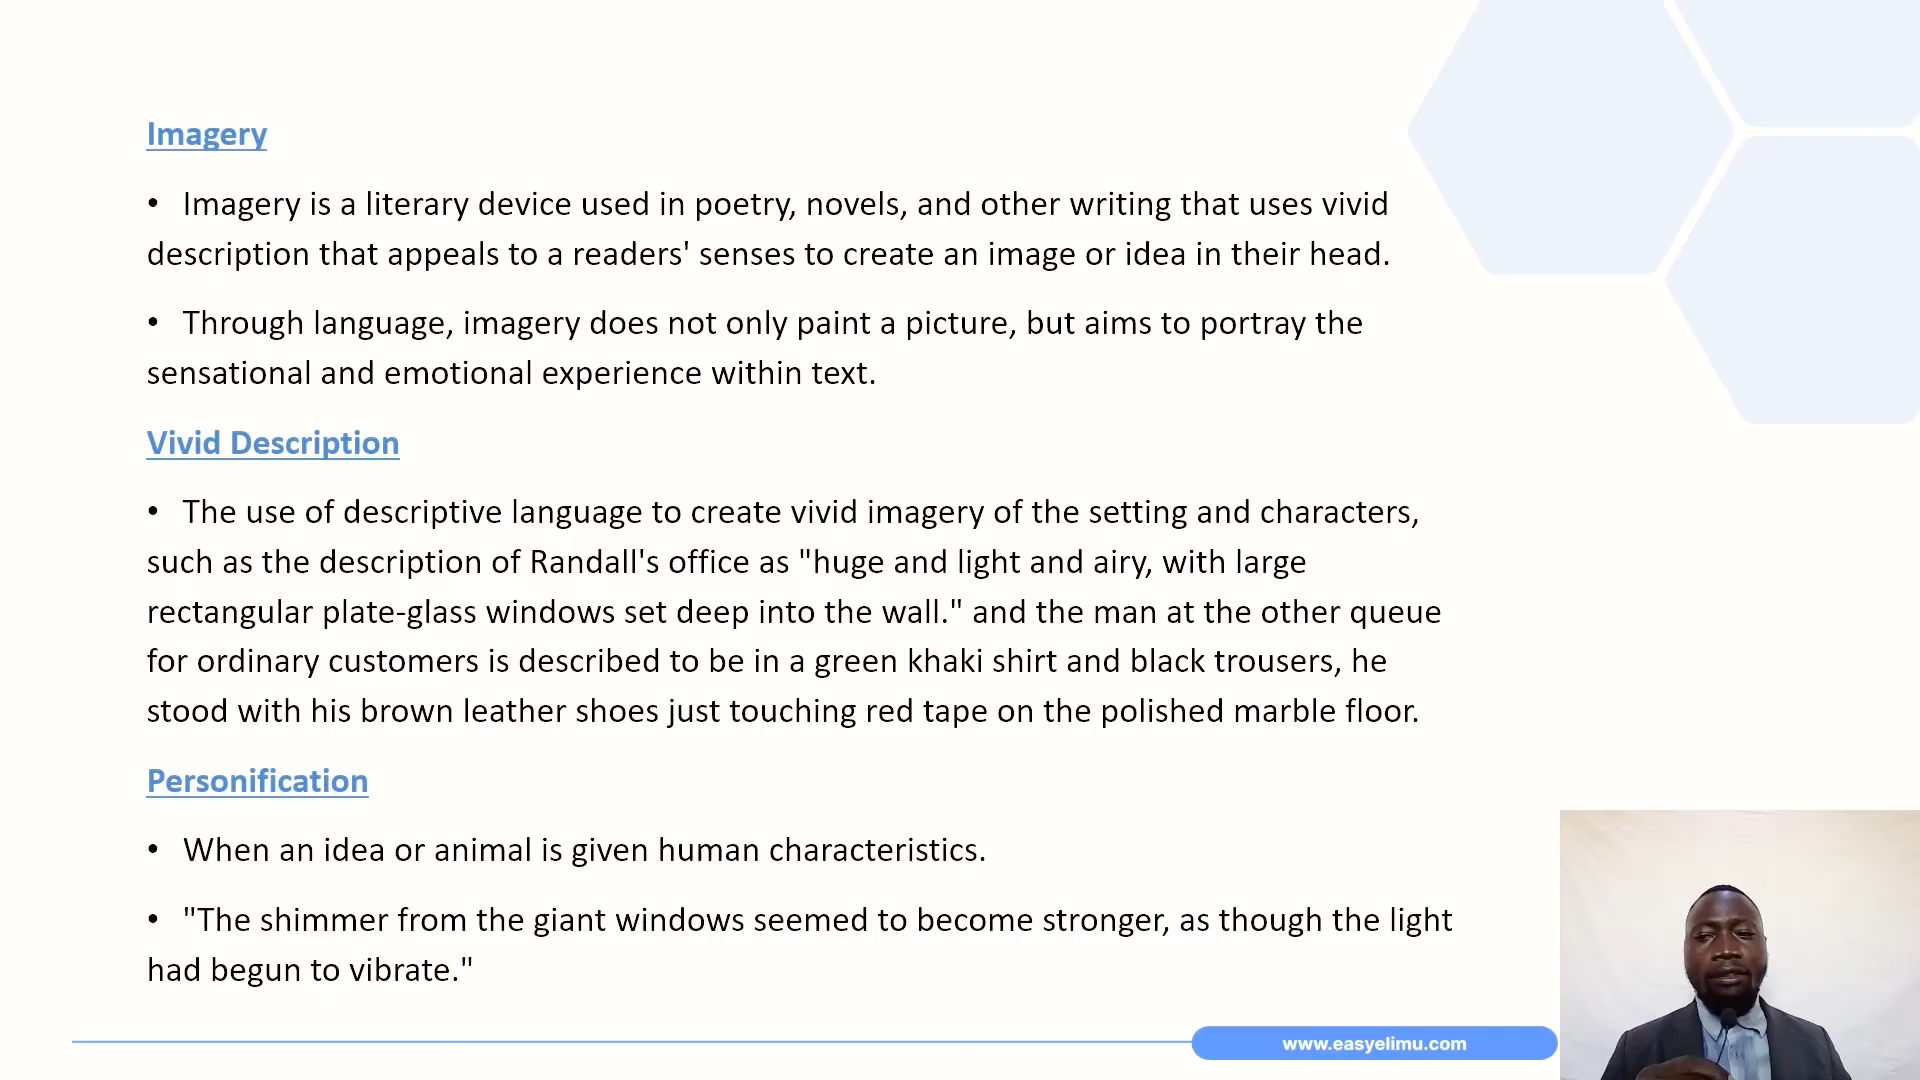 Imagery
• Imagery is a literary device used in poetry, novels, and other writing that uses vivid
description that appeals to a readers' senses to create an image or idea in their head.
• Through language, imagery does not only paint a picture, but aims to portray the
sensational and emotional experience within text.
Vivid Description
• The use of descriptive language to create vivid imagery of the setting and characters,
such as the description of Randall's office as "huge and light and airy, with large
rectangular plate-glass windows set deep into the wall." and the man at the other queue
for ordinary customers is described to be in a green khaki shirt and black trousers, he
stood with his brown leather shoes just touching red tape on the polished marble floor.
Personification
• When an idea or animal is given human characteristics.
• "The shimmer from the giant windows seemed to become stronger, as though the light
had begun to vibrate."
www.easyelimu.com